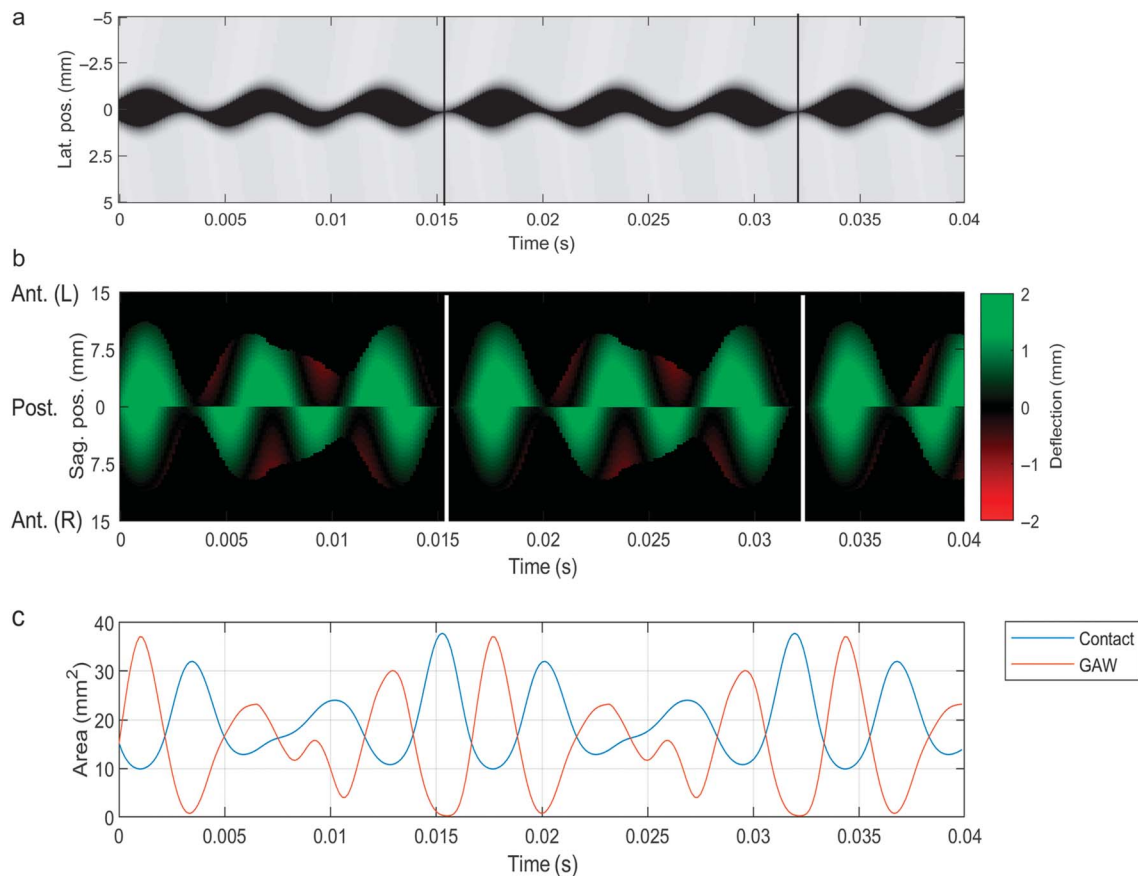 a
−5
−2.5
0
2.5
5
Lat. pos. (mm)
0 0.005 0.01 0.015 0.02 0.025 0.03 0.035 0.04
Time (s)
b
Ant. (L) 15
7.5
Post. 0
7.5
Ant. (R) 15
Sag. pos. (mm)
0 0.005 0.01 0.015 0.02 0.025 0.03 0.035 0.04
Time (s)
2
1
0
−1
−2
Deflection (mm)
c
40
30
20
10
0
Area (mm²)
0 0.005 0.01 0.015 0.02 0.025 0.03 0.035 0.04
Time (s)
Contact
GAW